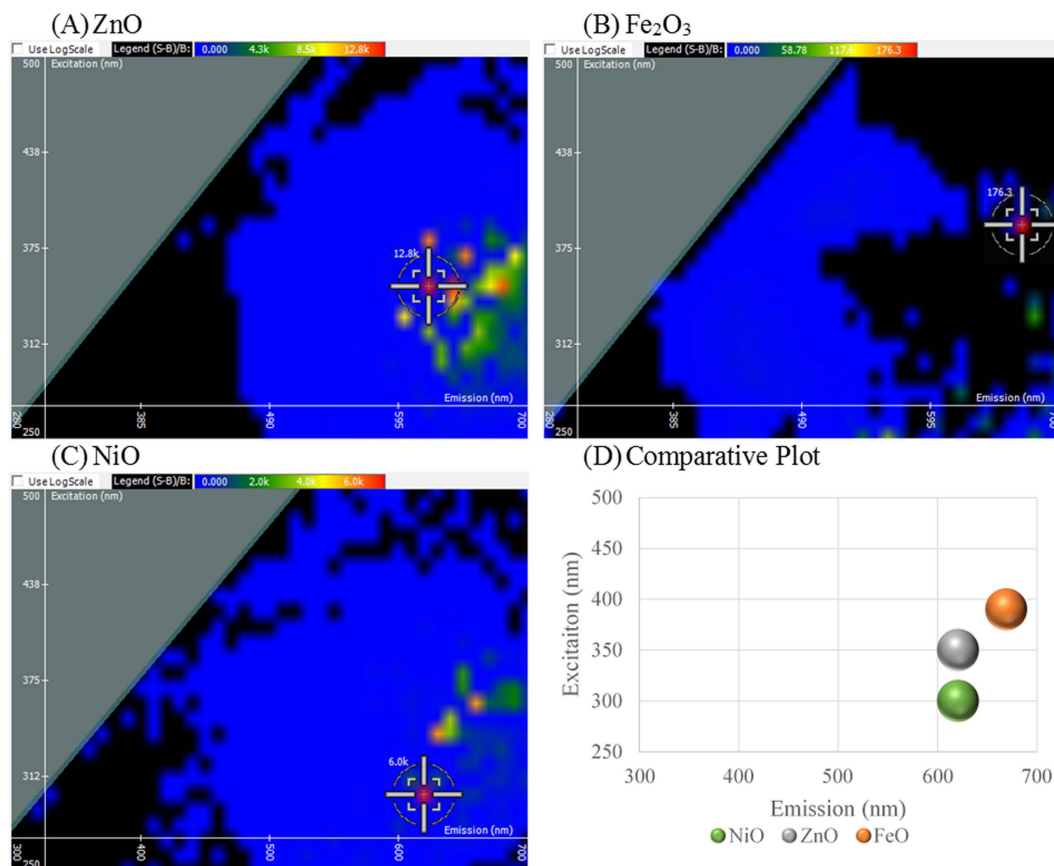 (A) ZnO
Use LogScale Legend (S-B)/B: 0.000 4.3k 8.5k 12.8k
500 Excitation (nm)
438
375
312
250
12.8k
Emission (nm)
280 385 490 595 700
(B) Fe₂O₃
Use LogScale Legend (S-B)/B: 0.000 58.78 117.6 176.3
500 Excitation (nm)
438
375
312
250
176.3
Emission (nm)
280 385 490 595 700
(C) NiO
Use LogScale Legend (S-B)/B: 0.000 2.0k 4.0k 6.0k
500 Excitation (nm)
438
375
312
250
6.0k
Emission (nm)
300 400 500 600 700
(D) Comparative Plot
500
450
400
350
300
250
Excitaiton (nm)
300 400 500 600 700
Emission (nm)
NiO ZnO FeO